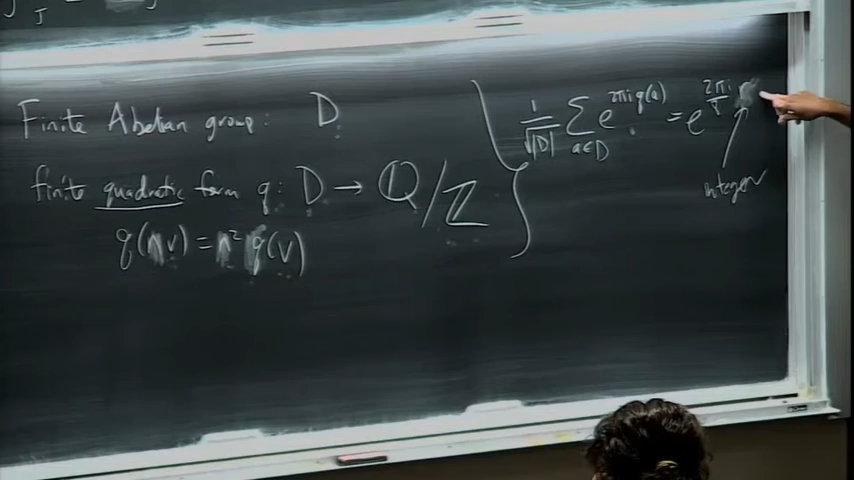 Finite Abelian group: D
finite quadratic form q: D → Q/Z
q(nv) = n² q(v)
1/√|D| Σ_{a∈D} e^{2πi q(a)} = e^{2πi/8
integer